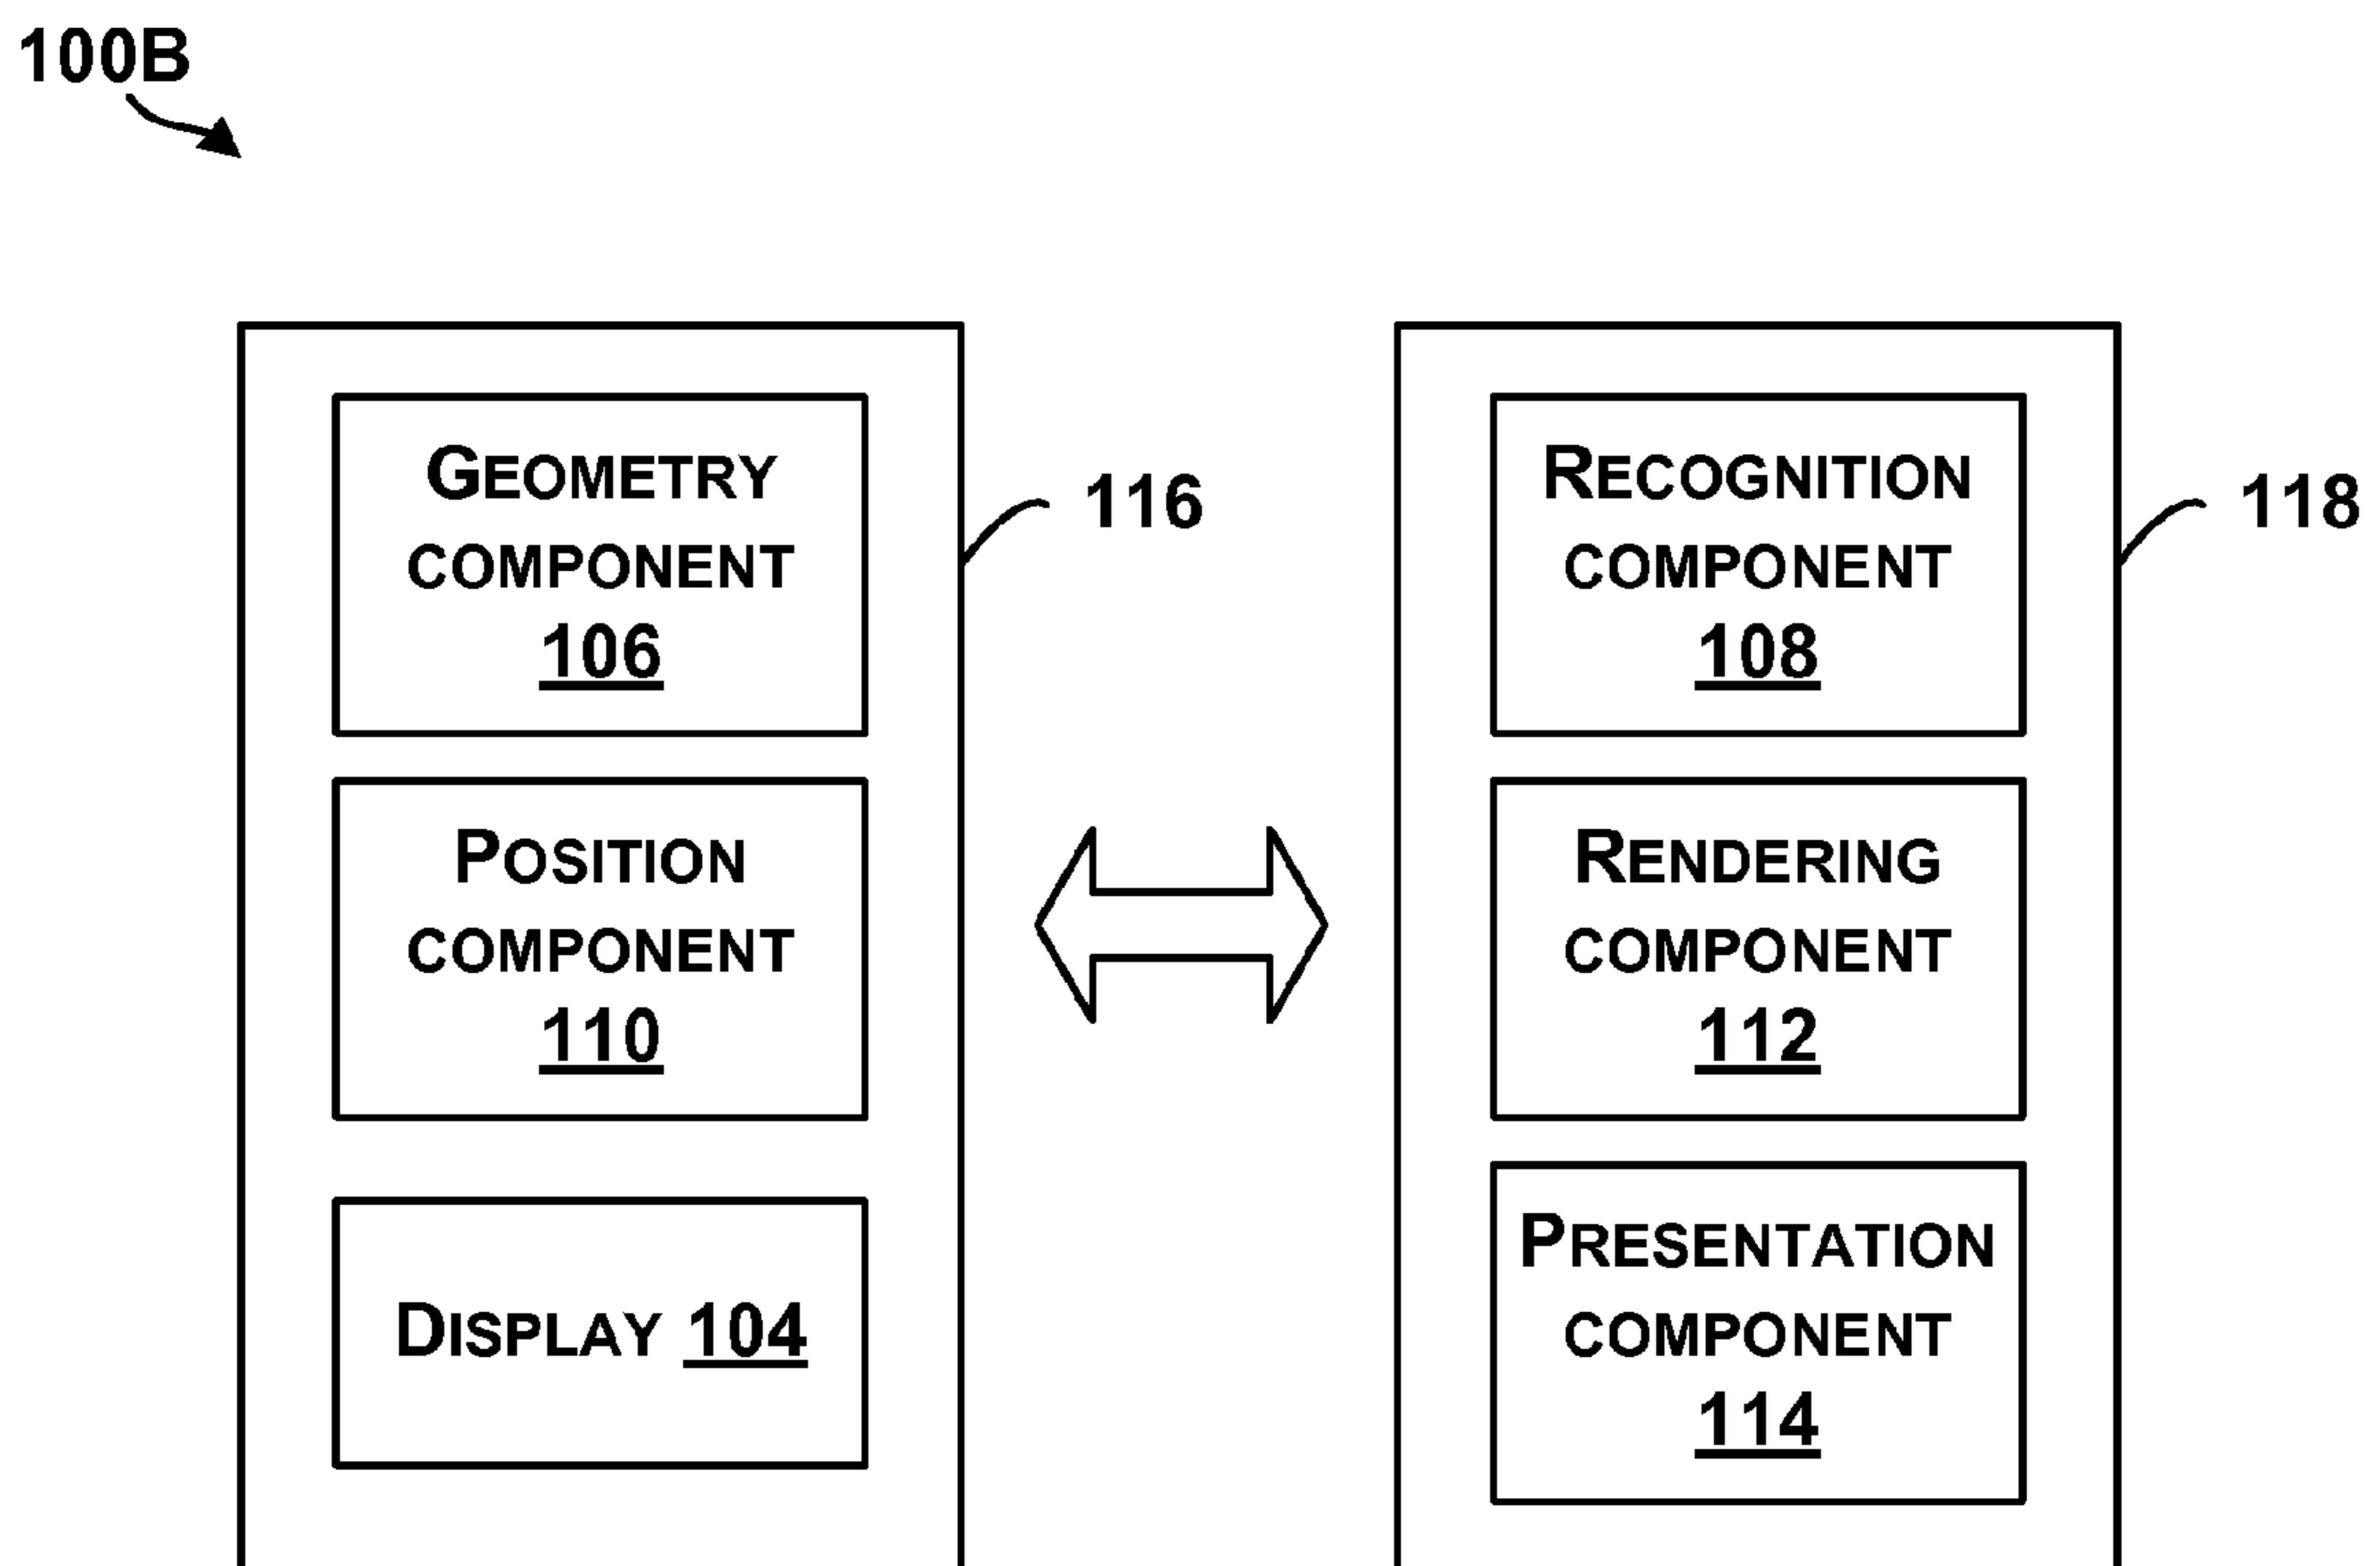 100B
GEOMETRY
COMPONENT
106
116
POSITION
COMPONENT
110
DISPLAY 104
RECOGNITION
COMPONENT
108
118
RENDERING
COMPONENT
112
PRESENTATION
COMPONENT
114